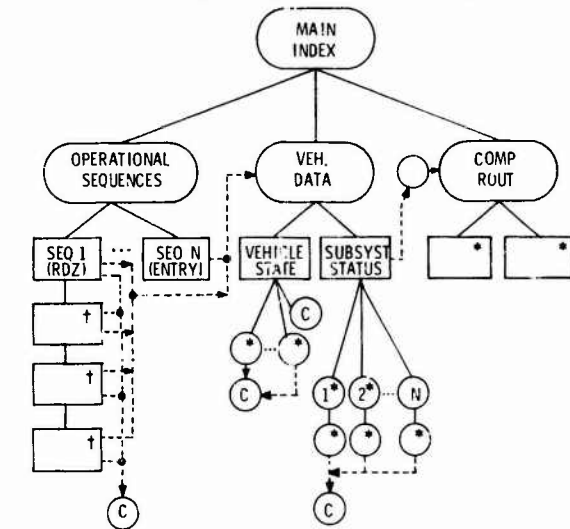 MAIN
INDEX
OPERATIONAL
SEQUENCES
VEH.
DATA
COMP
ROUT
SEQ 1
(RDZ)
...
SEQ N
(ENTRY)
VEHICLE
STATE
SUBSYST
STATUS
*
*
†
C
*
...
*
†
C
1*
2*
...
N
†
*
*
*
C
C